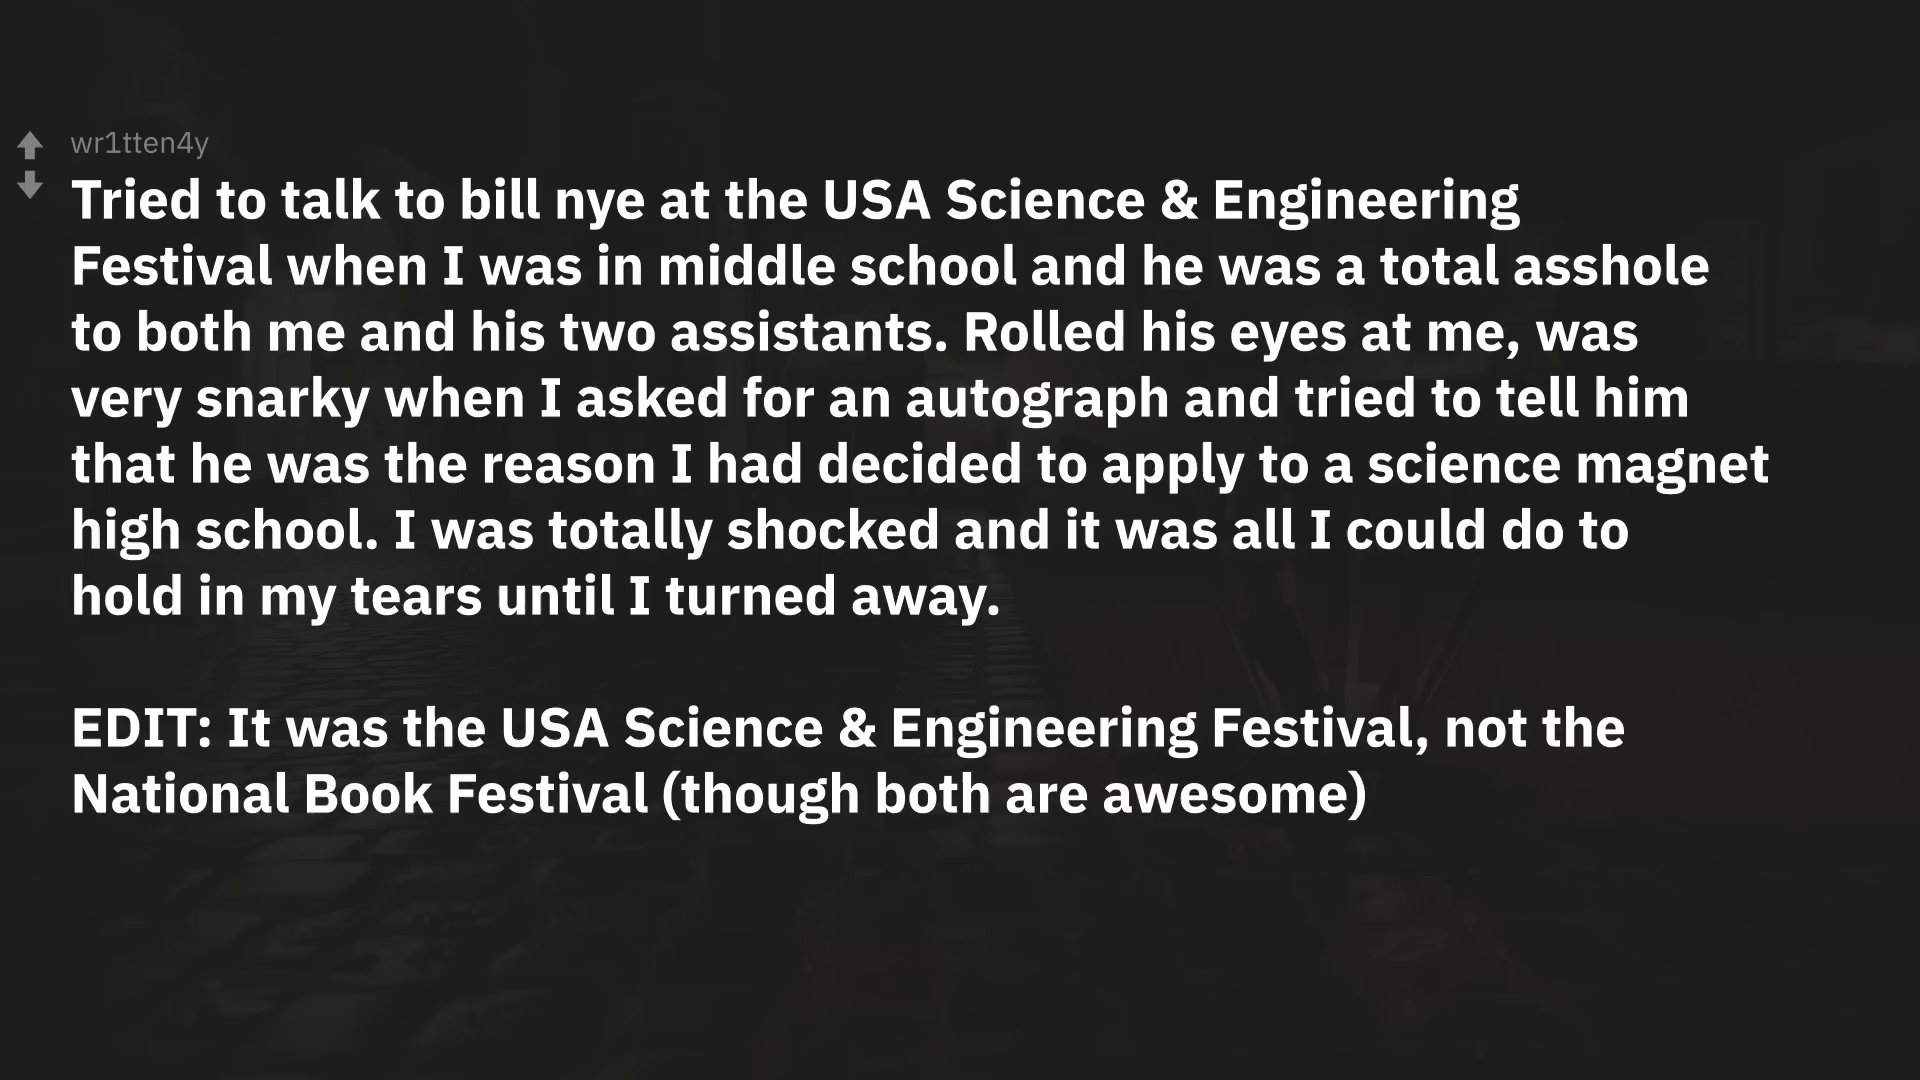 wr1tten4y
Tried to talk to bill nye at the USA Science & Engineering
Festival when I was in middle school and he was a total asshole
to both me and his two assistants. Rolled his eyes at me, was
very snarky when I asked for an autograph and tried to tell him
that he was the reason I had decided to apply to a science magnet
high school. I was totally shocked and it was all I could do to
hold in my tears until I turned away.
EDIT: It was the USA Science & Engineering Festival, not the
National Book Festival (though both are awesome)